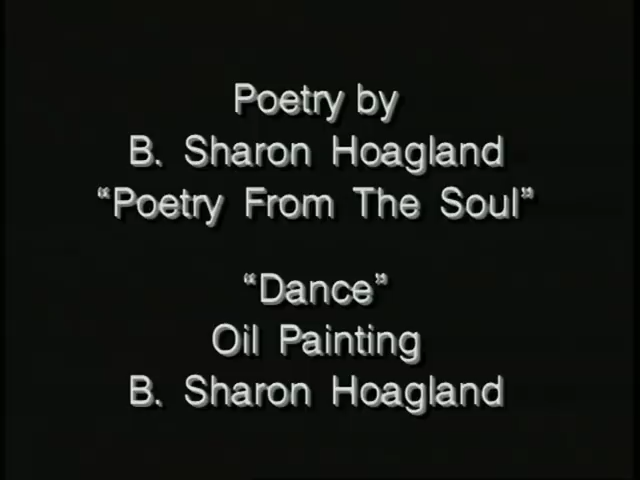 Poetry by
B. Sharon Hoagland
“Poetry From The Soul”
“Dance”
Oil Painting
B. Sharon Hoagland